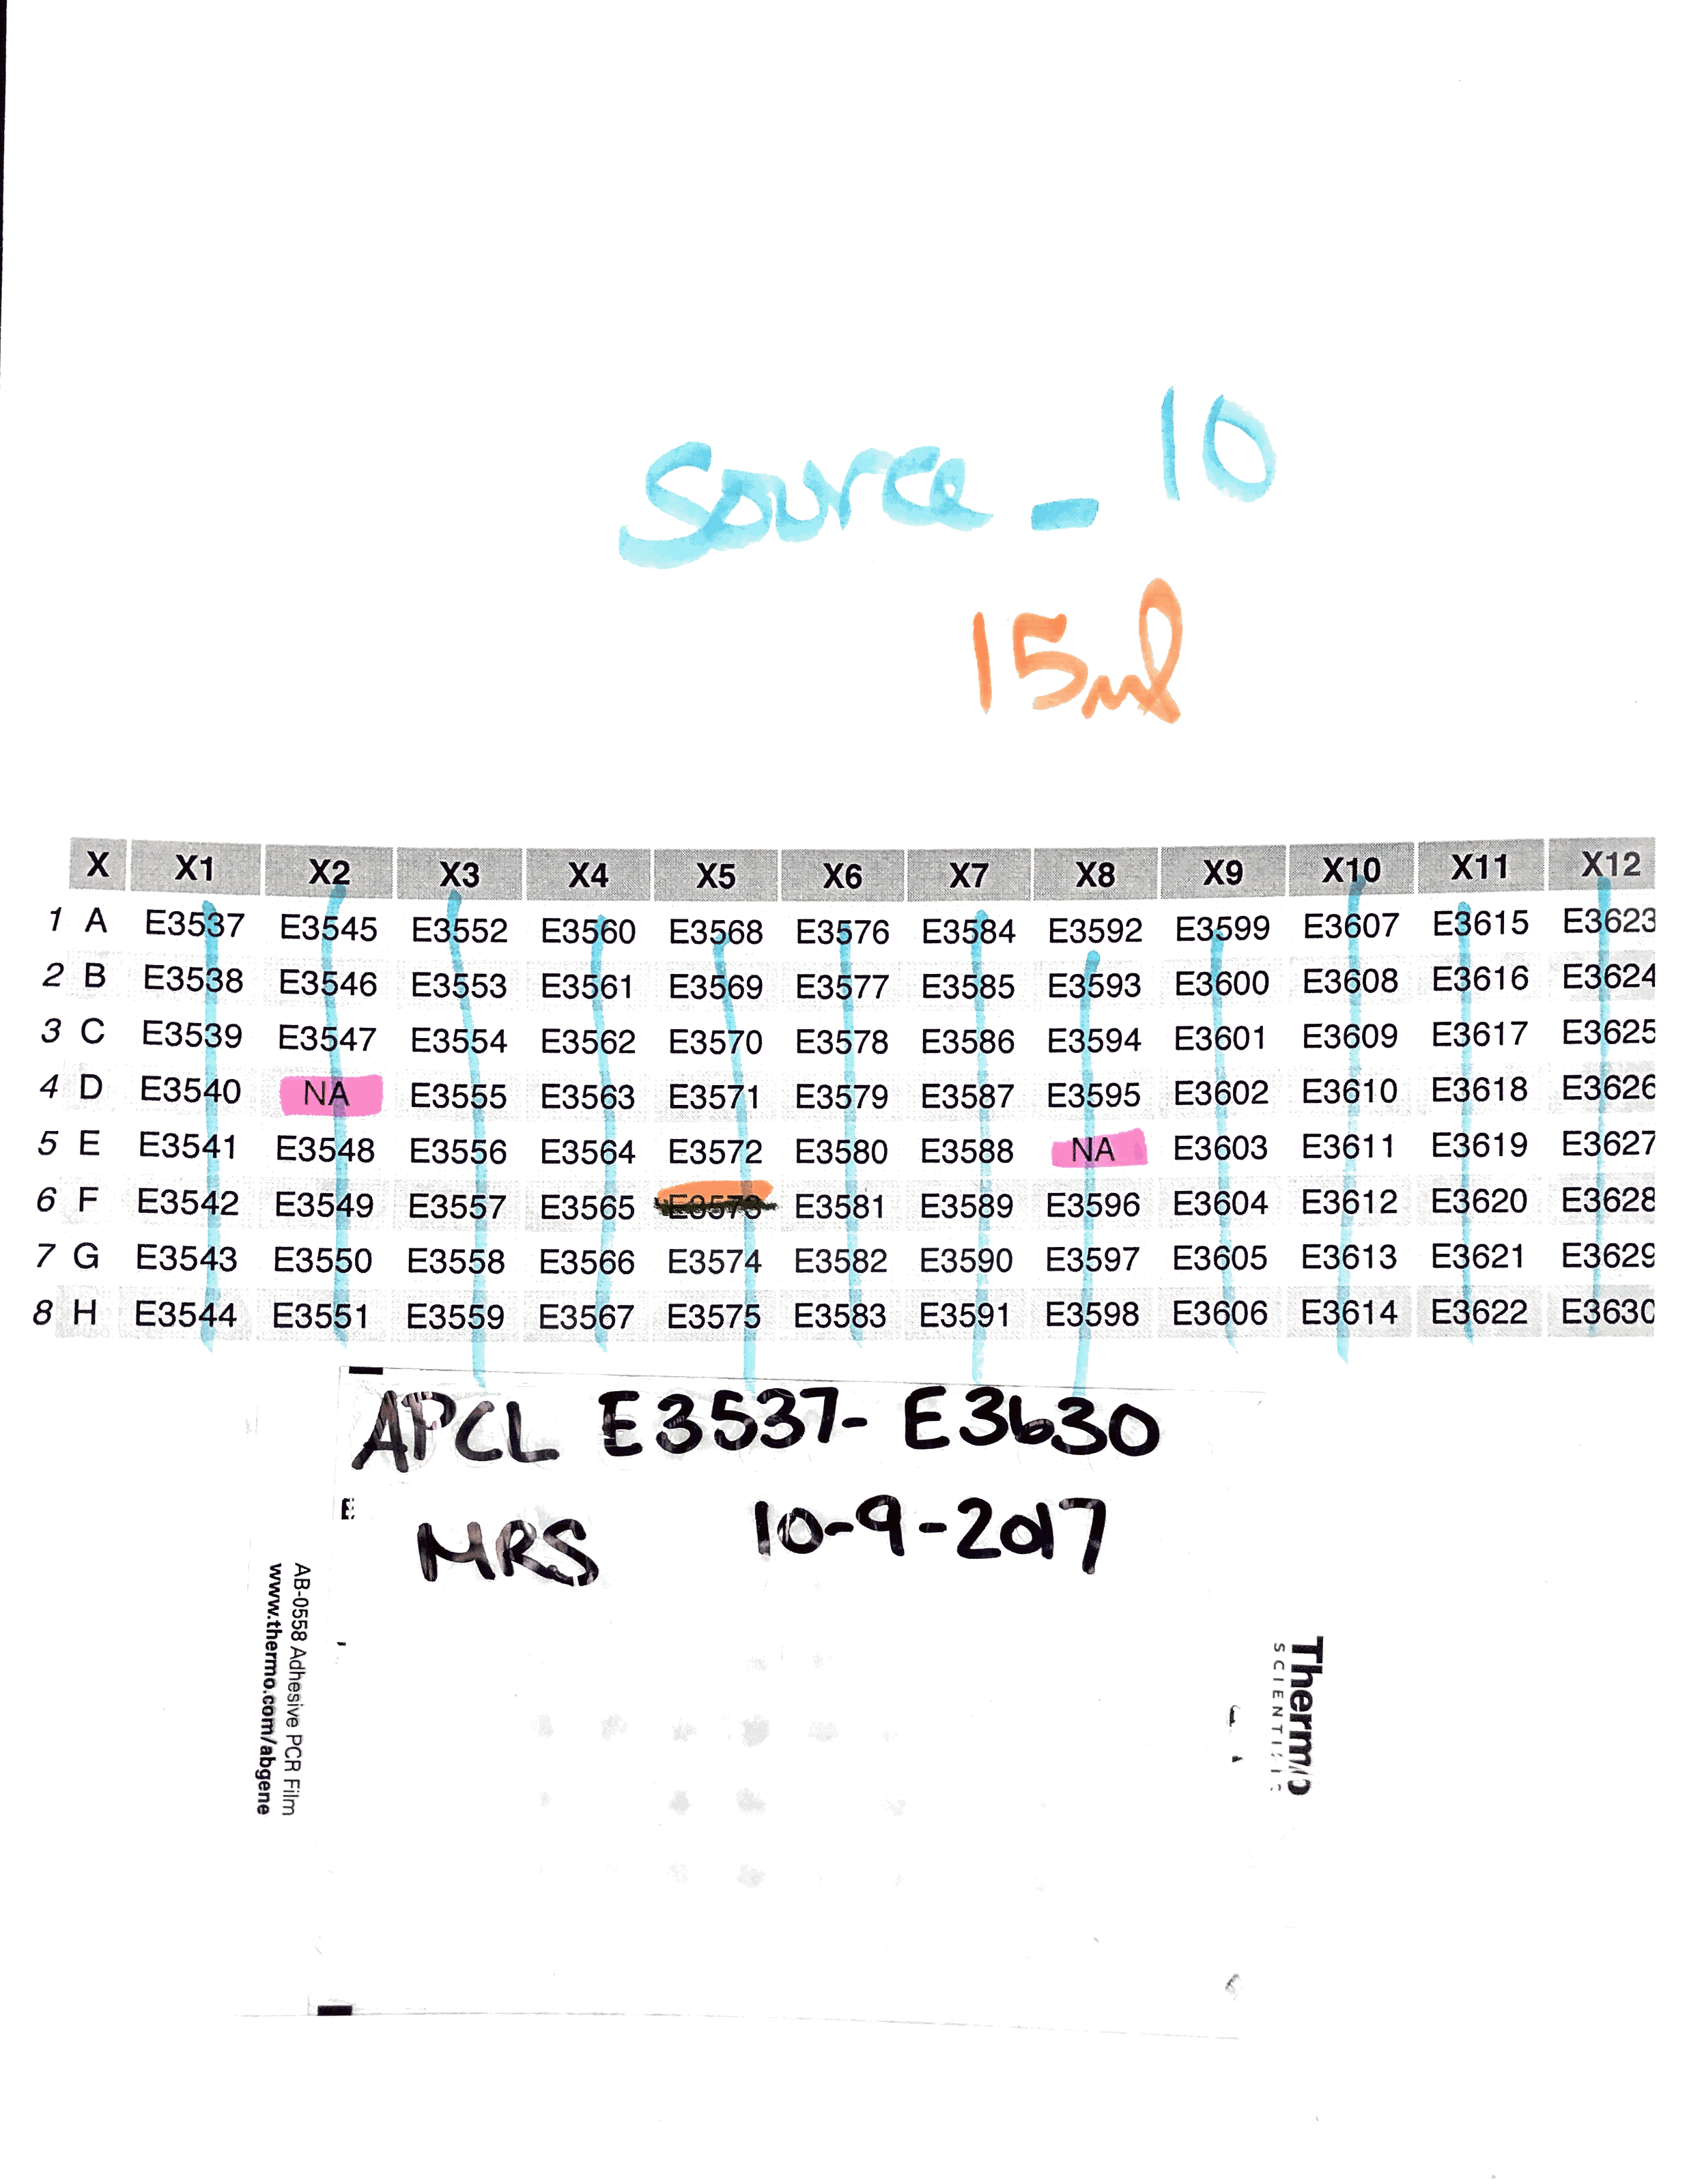 Source - 10
15ul
X X1 X2 X3 X4 X5 X6 X7 X8 X9 X10 X11 X12
1 A E3537 E3545 E3552 E3560 E3568 E3576 E3584 E3592 E3599 E3607 E3615 E3623
2 B E3538 E3546 E3553 E3561 E3569 E3577 E3585 E3593 E3600 E3608 E3616 E3624
3 C E3539 E3547 E3554 E3562 E3570 E3578 E3586 E3594 E3601 E3609 E3617 E3625
4 D E3540 NA E3555 E3563 E3571 E3579 E3587 E3595 E3602 E3610 E3618 E3626
5 E E3541 E3548 E3556 E3564 E3572 E3580 E3588 NA E3603 E3611 E3619 E3627
6 F E3542 E3549 E3557 E3565 E3573 E3581 E3589 E3596 E3604 E3612 E3620 E3628
7 G E3543 E3550 E3558 E3566 E3574 E3582 E3590 E3597 E3605 E3613 E3621 E3629
8 H E3544 E3551 E3559 E3567 E3575 E3583 E3591 E3598 E3606 E3614 E3622 E3630
APCL E3537- E3630
MRS 10-9-2017
AB-0558 Adhesive PCR Film
www.thermo.com/abgene
Thermo
SCIENTIFIC